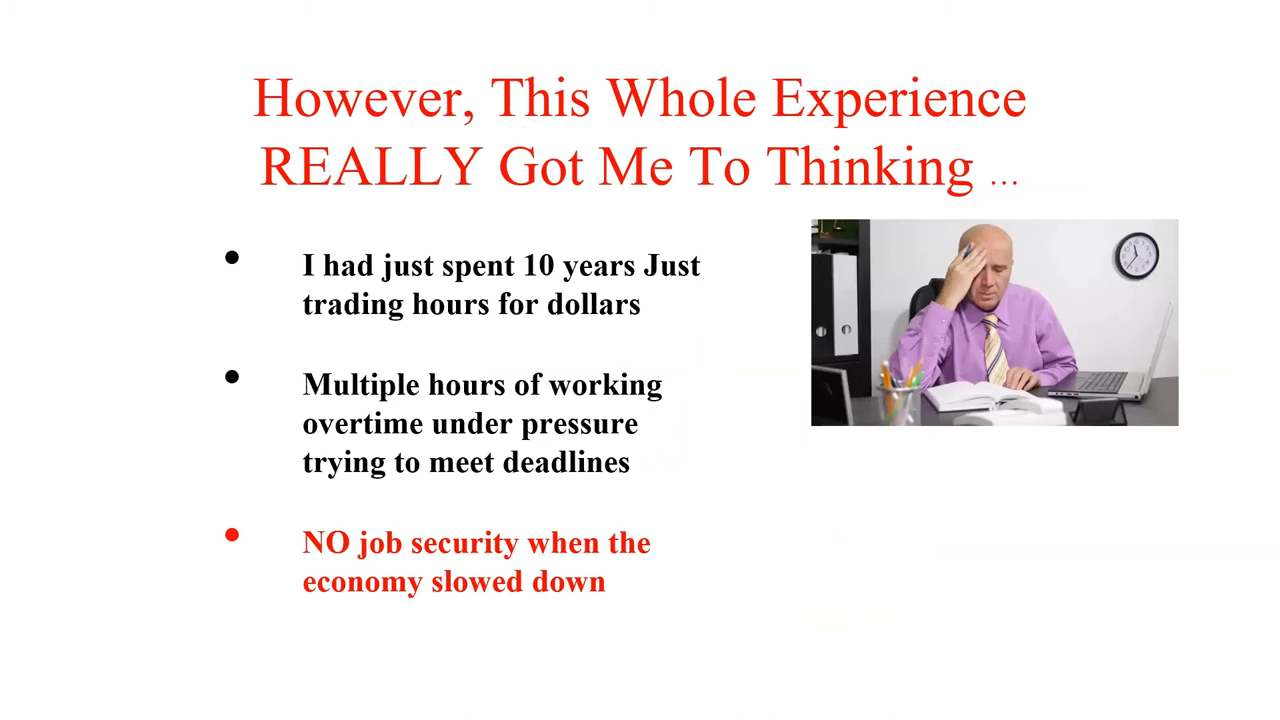 However, This Whole Experience
REALLY Got Me To Thinking ...
• I had just spent 10 years Just
trading hours for dollars
• Multiple hours of working
overtime under pressure
trying to meet deadlines
• NO job security when the
economy slowed down